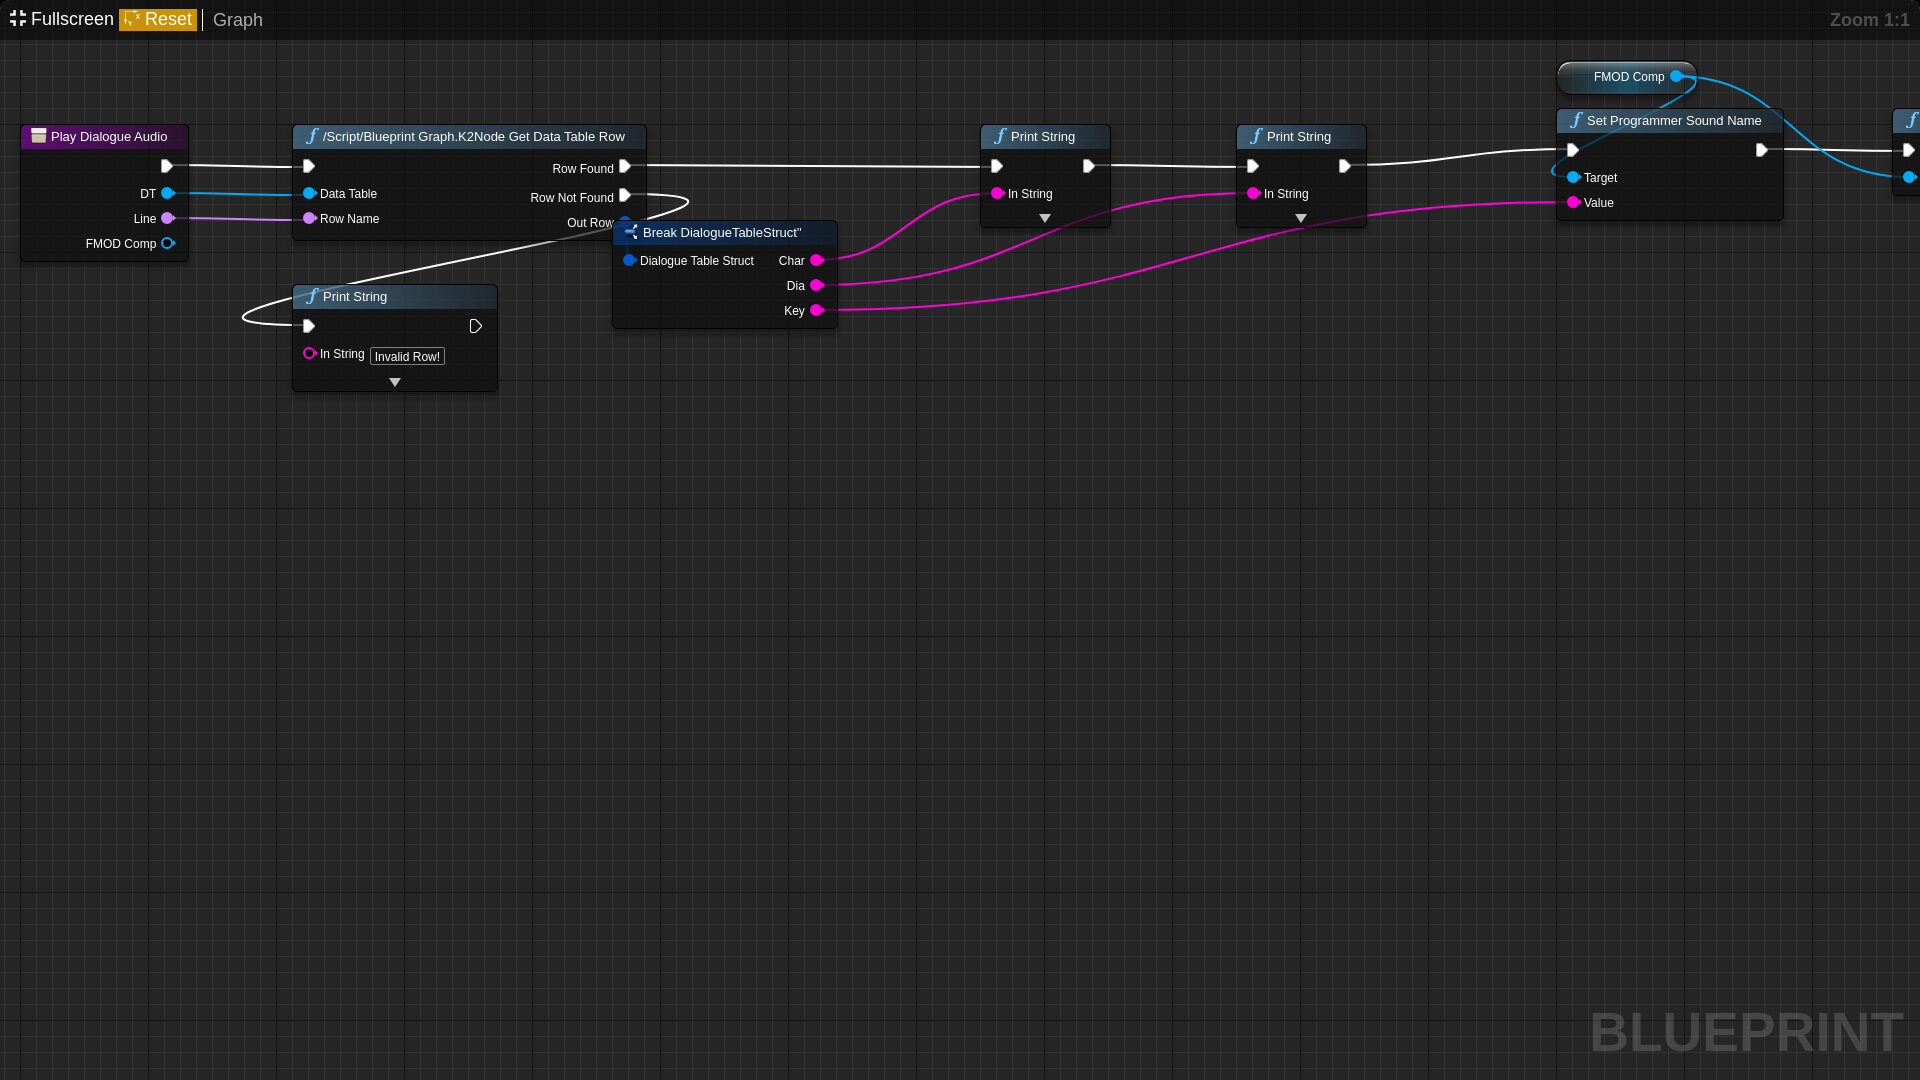 Fullscreen Reset Graph
Zoom 1:1
Play Dialogue Audio
DT
Line
FMOD Comp
/Script/Blueprint Graph.K2Node Get Data Table Row
Row Found
Data Table
Row Not Found
Row Name
Out Row
Print String
In String
Invalid Row!
Break DialogueTableStruct"
Dialogue Table Struct
Char
Dia
Key
Print String
In String
Print String
In String
FMOD Comp
Set Programmer Sound Name
Target
Value
BLUEPRINT